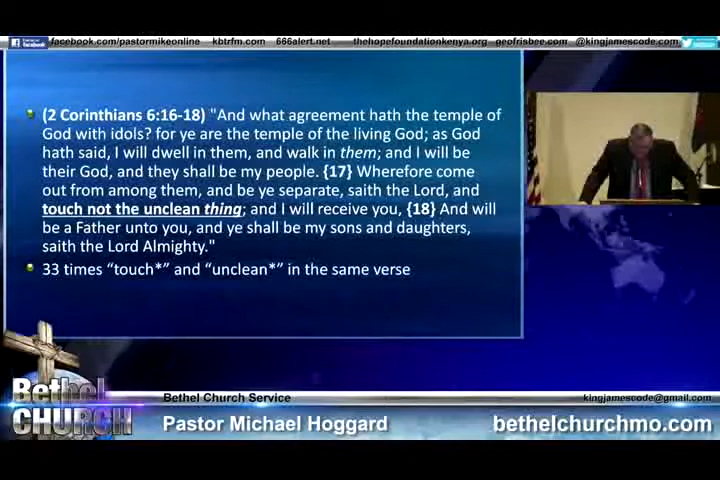 facebook.com/pastormikeonline kbtrfm.com 666alert.net thehopefoundationkenya.org geofrisbee.com @kingjamescode.com
(2 Corinthians 6:16-18) "And what agreement hath the temple of
God with idols? for ye are the temple of the living God; as God
hath said, I will dwell in them, and walk in them; and I will be
their God, and they shall be my people. {17} Wherefore come
out from among them, and be ye separate, saith the Lord, and
touch not the unclean thing; and I will receive you, {18} And will
be a Father unto you, and ye shall be my sons and daughters,
saith the Lord Almighty."
33 times “touch*” and “unclean*” in the same verse
Bethel
CHURCH
Bethel Church Service
kingjamescode@gmail.com
Pastor Michael Hoggard
bethelchurchmo.com